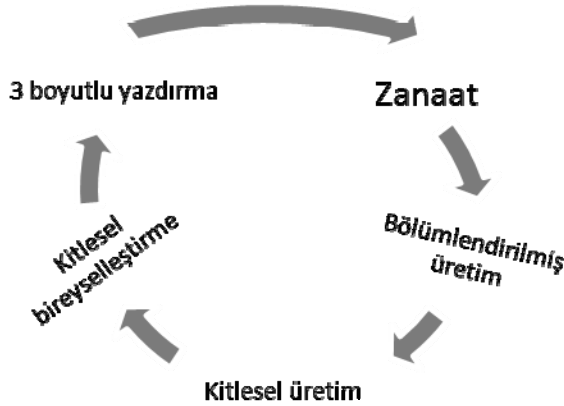 3 boyutlu yazdırma
Zanaat
Bölümlendirilmiş
üretim
Kitlesel üretim
Kitlesel
bireyselleştirme